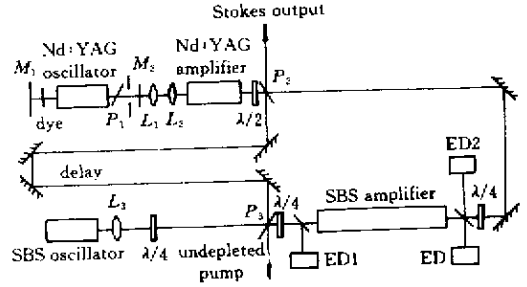 Stokes output
Nd:YAG oscillator
Nd:YAG amplifier
M₁
M₂
P₂
dye
P₁
L₁
L₂
λ/2
ED2
delay
SBS amplifier
λ/4
L₃
P₃
λ/4
SBS oscillator
λ/4
undepleted pump
ED1
ED